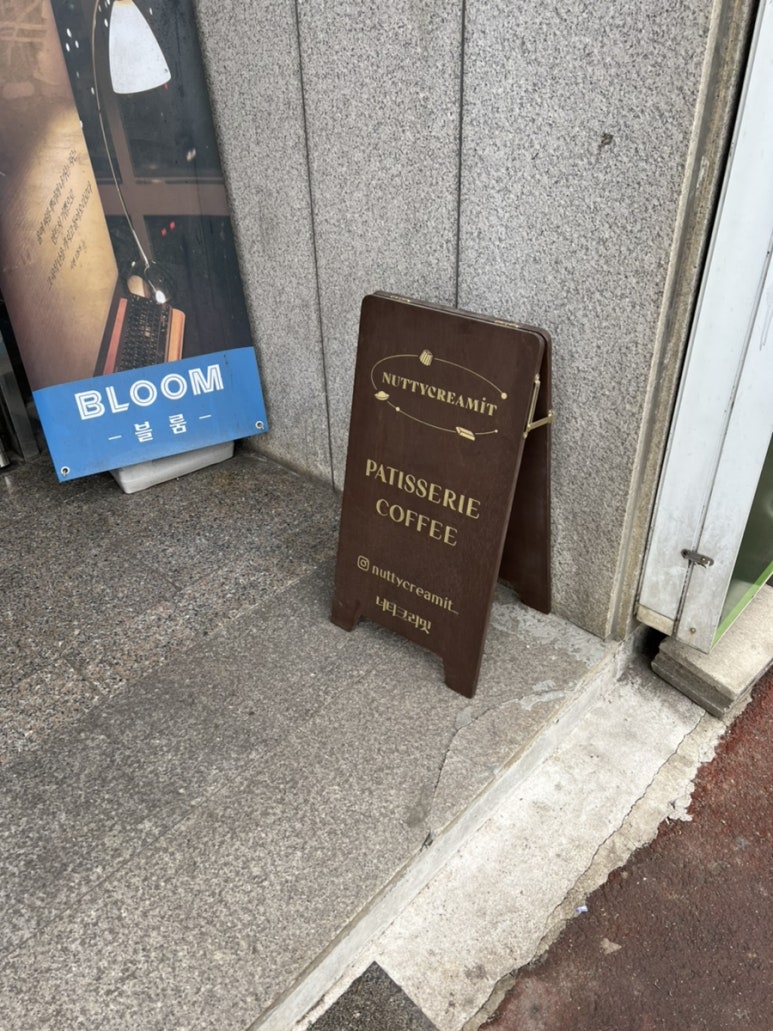 BLOOM
– 블룸 –
NUTTYCREAMiT
PATISSERIE
COFFEE
nuttycreamit_
너티크리밋